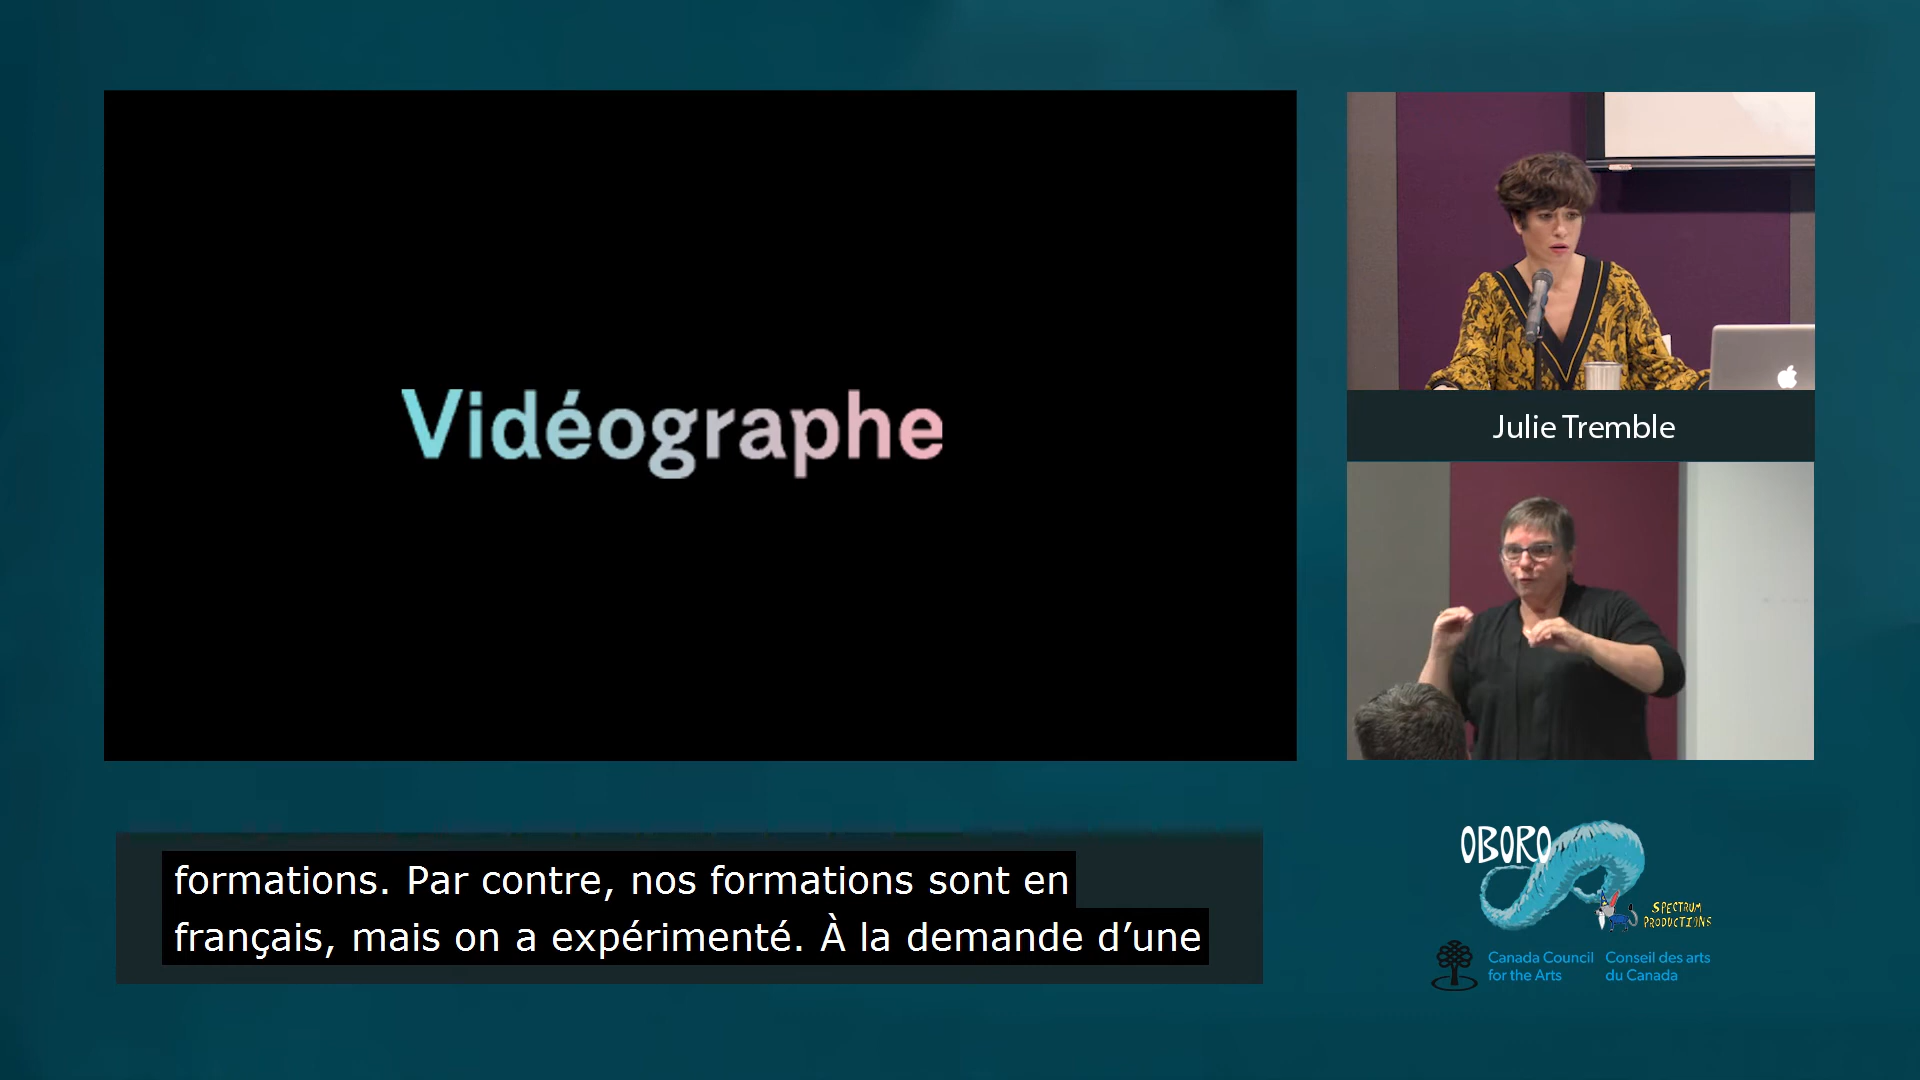 Vidéographe
Julie Tremble
formations. Par contre, nos formations sont en
français, mais on a expérimenté. À la demande d’une
OBORO
SPECTRUM
PRODUCTIONS
Canada Council
for the Arts
Conseil des arts
du Canada